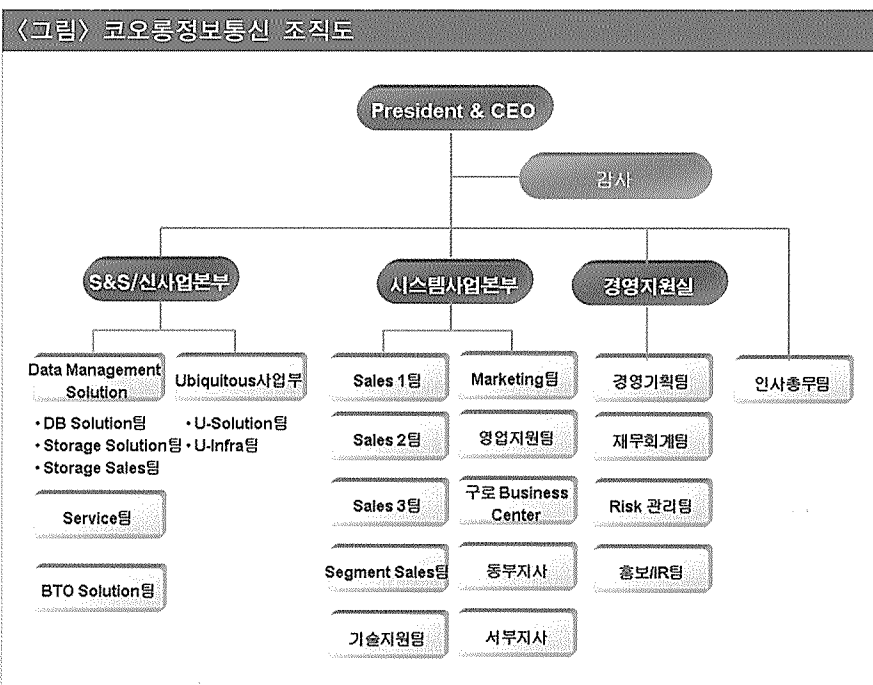 〈그림〉 코오롱정보통신 조직도
President & CEO
감사
S&S/신사업본부
시스템사업본부
경영지원실
Data Management
Solution
Ubiquitous사업부
Sales 1팀
Marketing팀
경영기획팀
인사총무팀
• DB Solution팀
• Storage Solution팀
• Storage Sales팀
• U-Solution팀
• U-Infra팀
Sales 2팀
영업지원팀
재무회계팀
Service팀
Sales 3팀
구로 Business
Center
Risk 관리팀
BTO Solution팀
Segment Sales팀
동부지사
홍보/IR팀
기술지원팀
서부지사